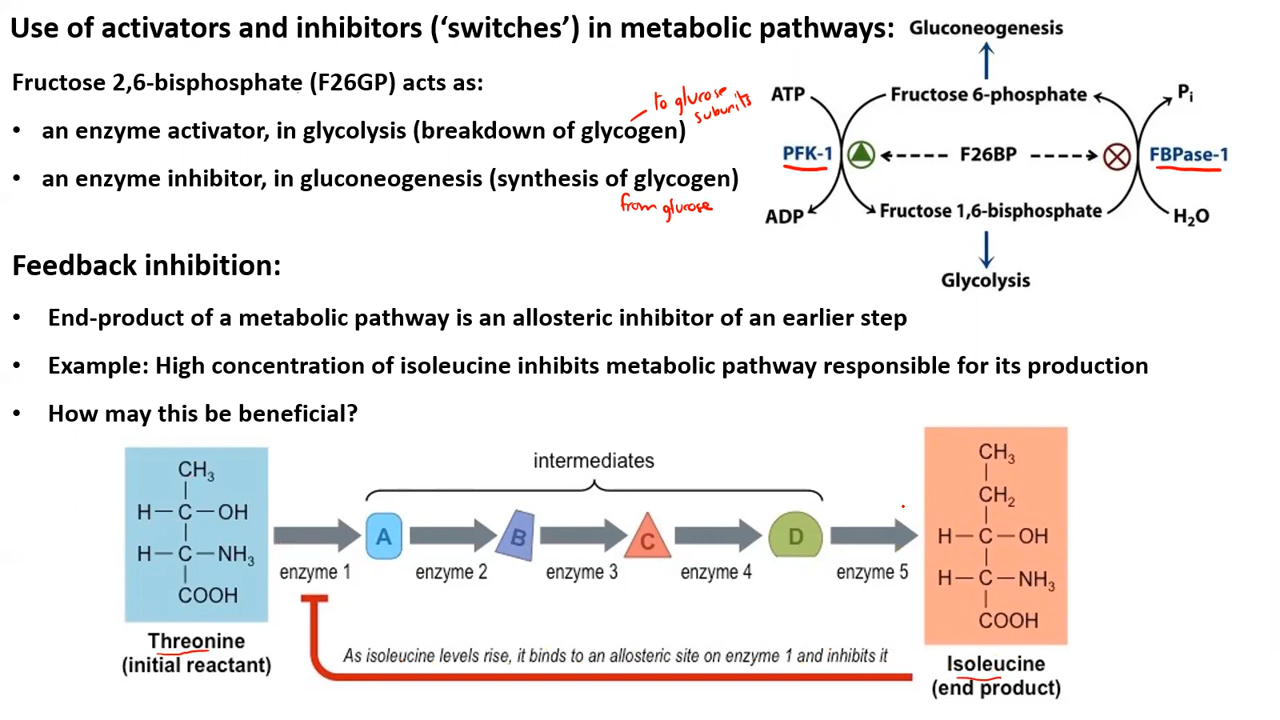 Use of activators and inhibitors (‘switches’) in metabolic pathways:
Fructose 2,6-bisphosphate (F26GP) acts as:
• an enzyme activator, in glycolysis (breakdown of glycogen)
to glucose
subunits
• an enzyme inhibitor, in gluconeogenesis (synthesis of glycogen)
from glucose
Gluconeogenesis
ATP
Fructose 6-phosphate
Pi
PFK-1
F26BP
FBPase-1
ADP
Fructose 1,6-bisphosphate
H2O
Glycolysis
Feedback inhibition:
• End-product of a metabolic pathway is an allosteric inhibitor of an earlier step
• Example: High concentration of isoleucine inhibits metabolic pathway responsible for its production
• How may this be beneficial?
CH3
H—C—OH
H—C—NH3
COOH
Threonine
(initial reactant)
intermediates
A
B
C
D
enzyme 1
enzyme 2
enzyme 3
enzyme 4
enzyme 5
As isoleucine levels rise, it binds to an allosteric site on enzyme 1 and inhibits it
CH3
CH2
H—C—OH
H—C—NH3
COOH
Isoleucine
(end product)